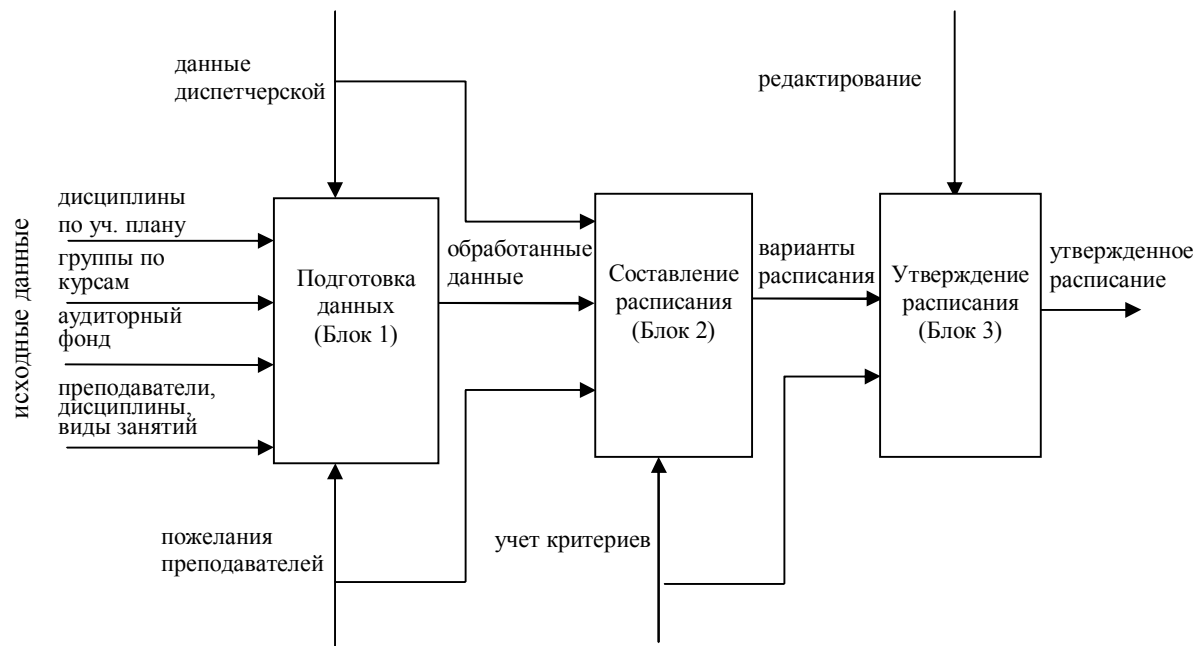 данные
диспетчерской
редактирование
исходные данные
дисциплины
по уч. плану
группы по
курсам
аудиторный
фонд
преподаватели,
дисциплины,
виды занятий
Подготовка
данных
(Блок 1)
обработанные
данные
Составление
расписания
(Блок 2)
варианты
расписания
Утверждение
расписания
(Блок 3)
утвержденное
расписание
пожелания
преподавателей
учет критериев